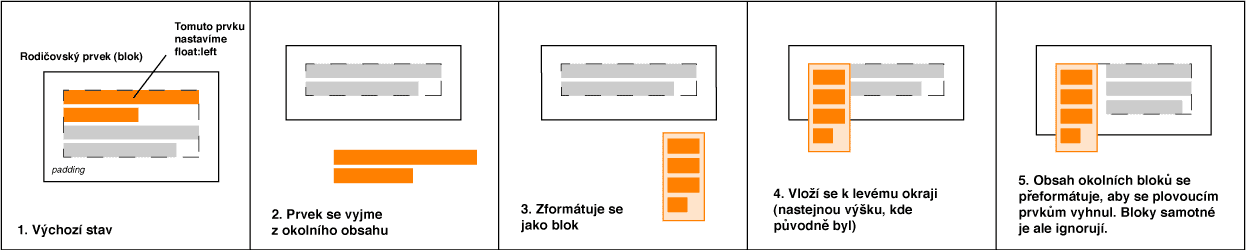 Tomuto prvku
nastavíme
float:left
Rodičovský prvek (blok)
padding
1. Výchozí stav
2. Prvek se vyjme
z okolního obsahu
3. Zformátuje se
jako blok
4. Vloží se k levému okraji
(nastejnou výšku, kde
původně byl)
5. Obsah okolních bloků se
přeformátuje, aby se plovoucím
prvkům vyhnul. Bloky samotné
je ale ignorují.